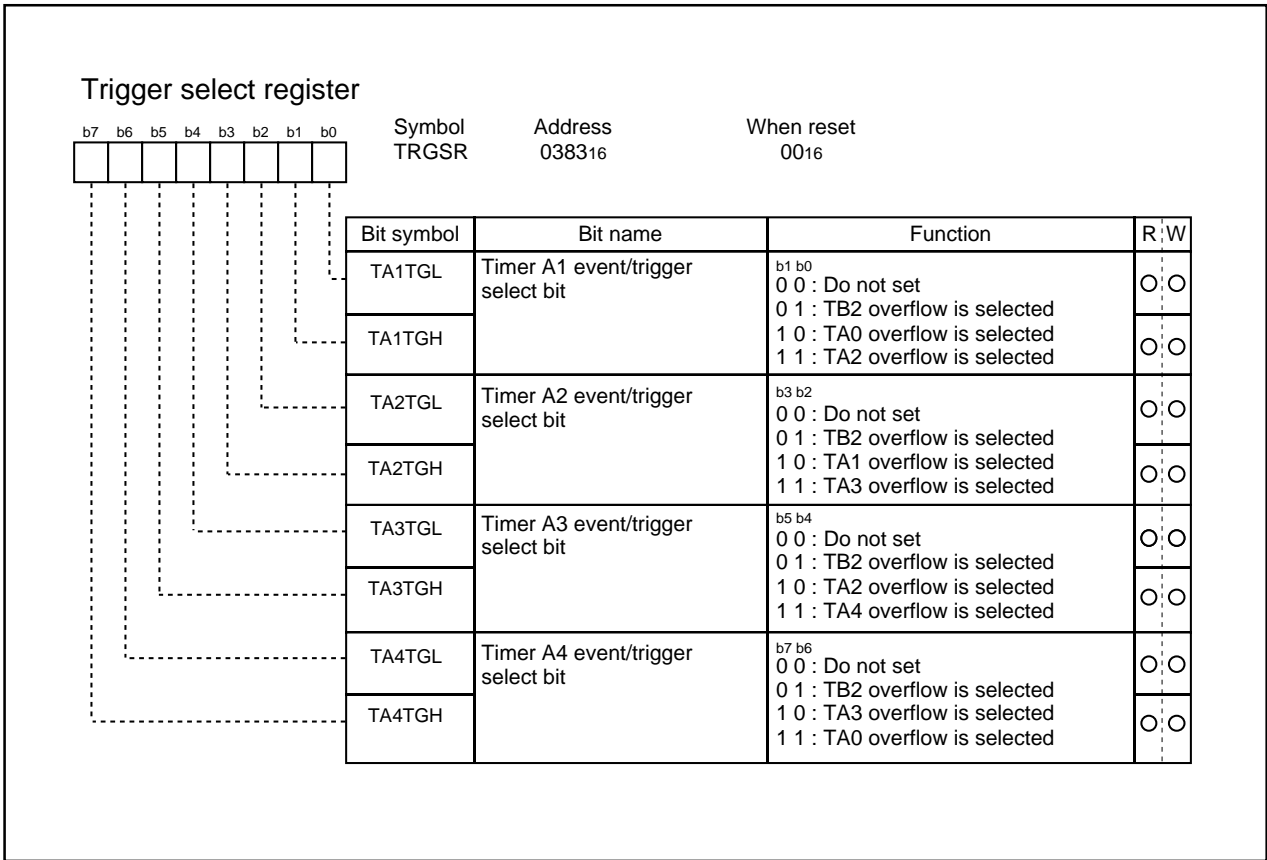 Trigger select register
b7 b6 b5 b4 b3 b2 b1 b0
Symbol Address When reset
TRGSR 038316 0016
Bit symbol Bit name Function R W
TA1TGL
TA1TGH
Timer A1 event/trigger
select bit
b1 b0
0 0 : Do not set
0 1 : TB2 overflow is selected
1 0 : TA0 overflow is selected
1 1 : TA2 overflow is selected
TA2TGL
TA2TGH
Timer A2 event/trigger
select bit
b3 b2
0 0 : Do not set
0 1 : TB2 overflow is selected
1 0 : TA1 overflow is selected
1 1 : TA3 overflow is selected
TA3TGL
TA3TGH
Timer A3 event/trigger
select bit
b5 b4
0 0 : Do not set
0 1 : TB2 overflow is selected
1 0 : TA2 overflow is selected
1 1 : TA4 overflow is selected
TA4TGL
TA4TGH
Timer A4 event/trigger
select bit
b7 b6
0 0 : Do not set
0 1 : TB2 overflow is selected
1 0 : TA3 overflow is selected
1 1 : TA0 overflow is selected